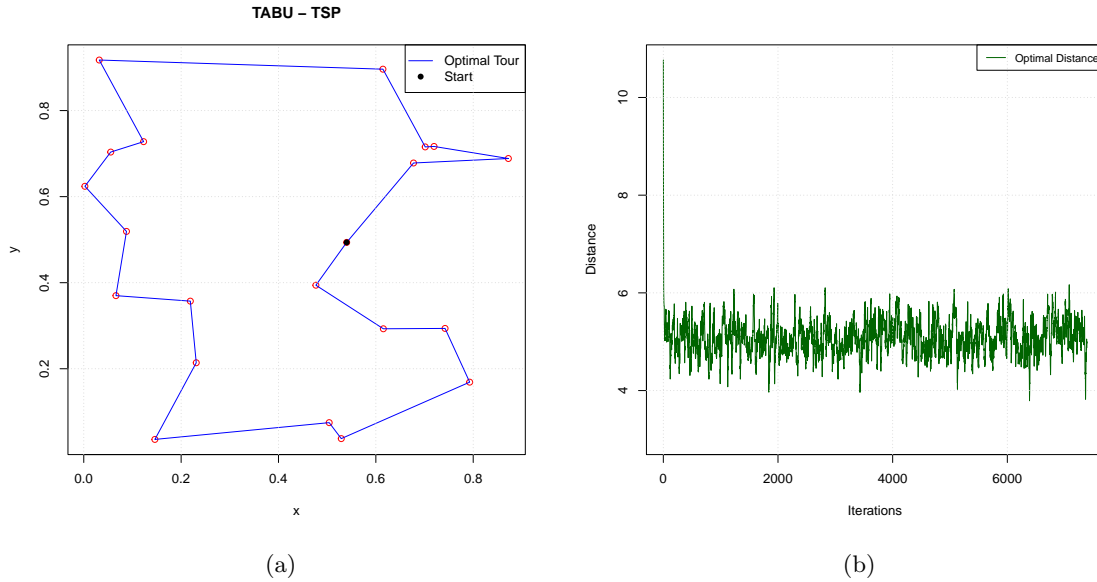 TABU – TSP
Optimal Tour
Start
0.8
0.6
0.4
0.2
y
0.0 0.2 0.4 0.6 0.8
x
(a)
Optimal Distance
10
8
6
4
Distance
0 2000 4000 6000
Iterations
(b)